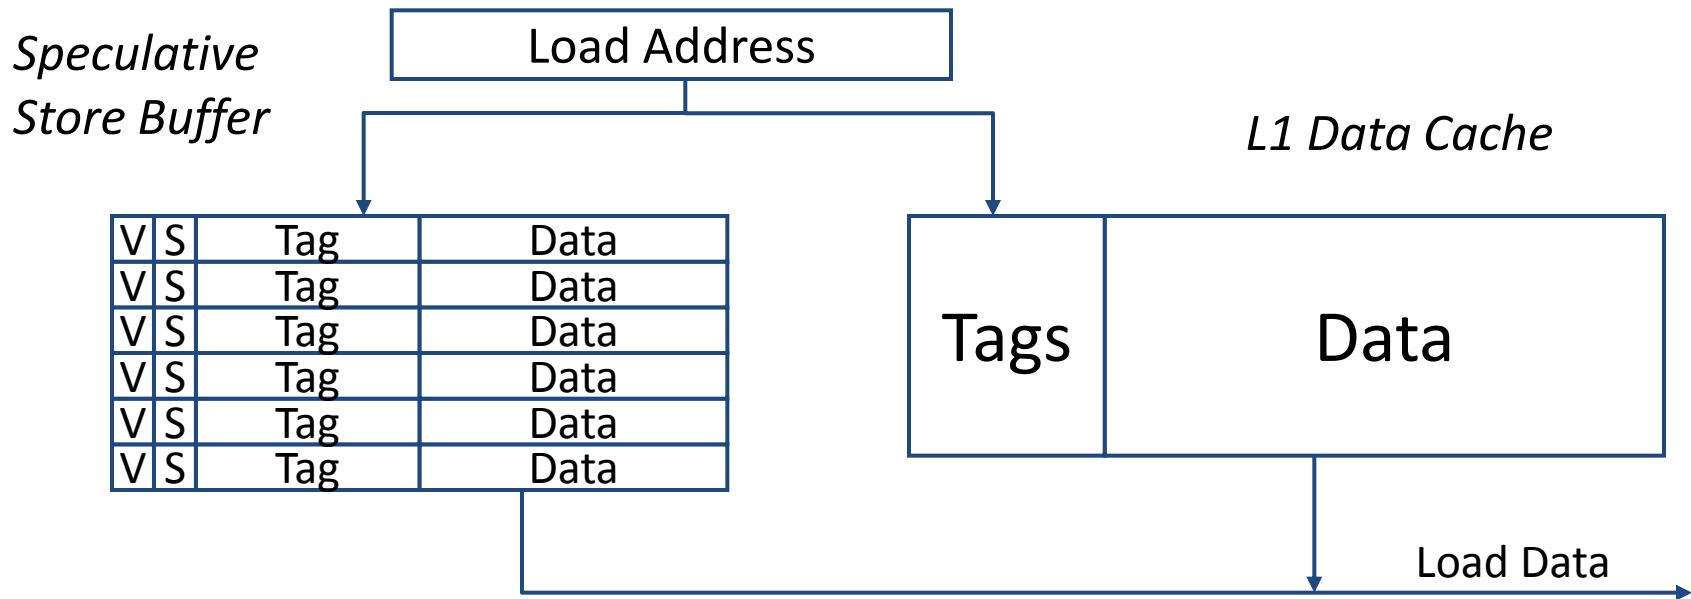 Speculative
Store Buffer
Load Address
L1 Data Cache
V S Tag Data
V S Tag Data
V S Tag Data
V S Tag Data
V S Tag Data
V S Tag Data
Tags Data
Load Data